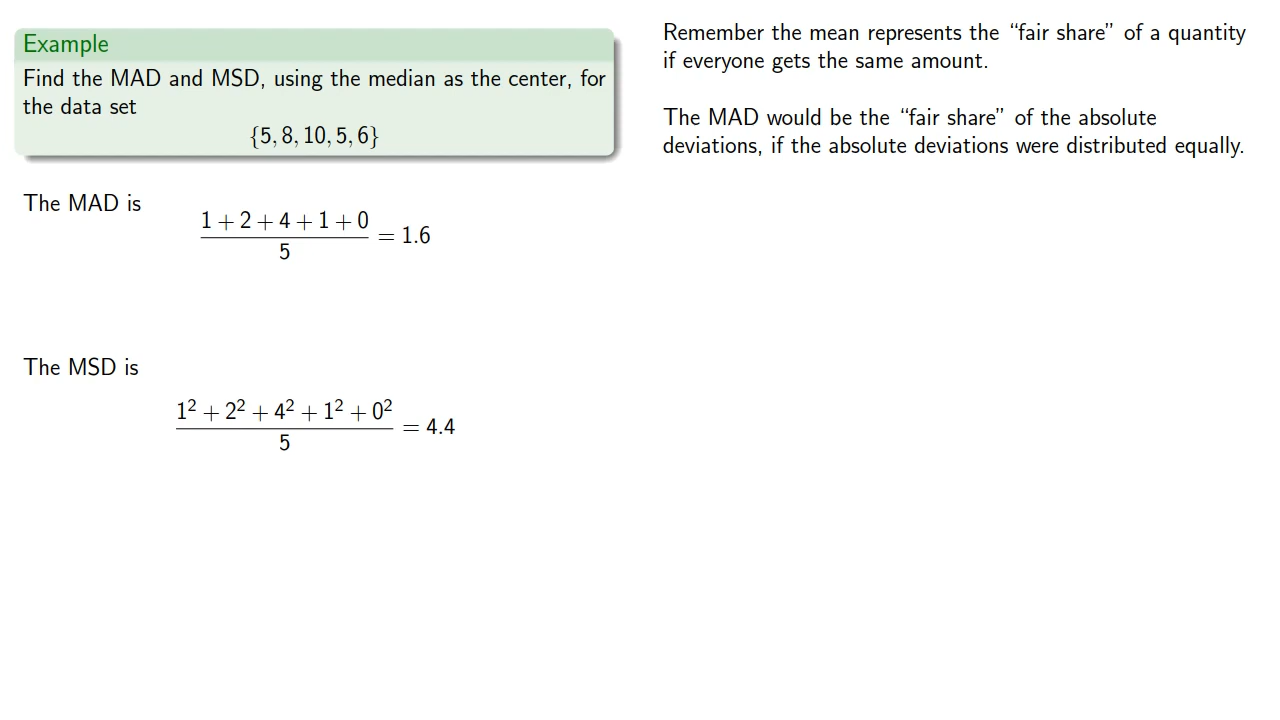 Example
Find the MAD and MSD, using the median as the center, for
the data set
{5, 8, 10, 5, 6}
The MAD is
1 + 2 + 4 + 1 + 0
5
= 1.6
The MSD is
1² + 2² + 4² + 1² + 0²
5
= 4.4
Remember the mean represents the “fair share” of a quantity
if everyone gets the same amount.
The MAD would be the “fair share” of the absolute
deviations, if the absolute deviations were distributed equally.